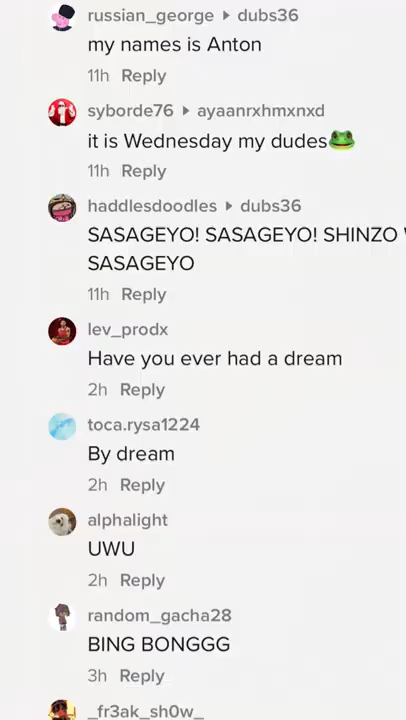 russian_george ▸ dubs36
my names is Anton
11h Reply
syborde76 ▸ ayaanrxhmxnxd
it is Wednesday my dudes🐸
11h Reply
haddlesdoodles ▸ dubs36
SASAGEYO! SASAGEYO! SHINZO
SASAGEYO
11h Reply
lev_prodx
Have you ever had a dream
2h Reply
toca.rysa1224
By dream
2h Reply
alphalight
UWU
2h Reply
random_gacha28
BING BONGGG
3h Reply
_fr3ak_sh0w_